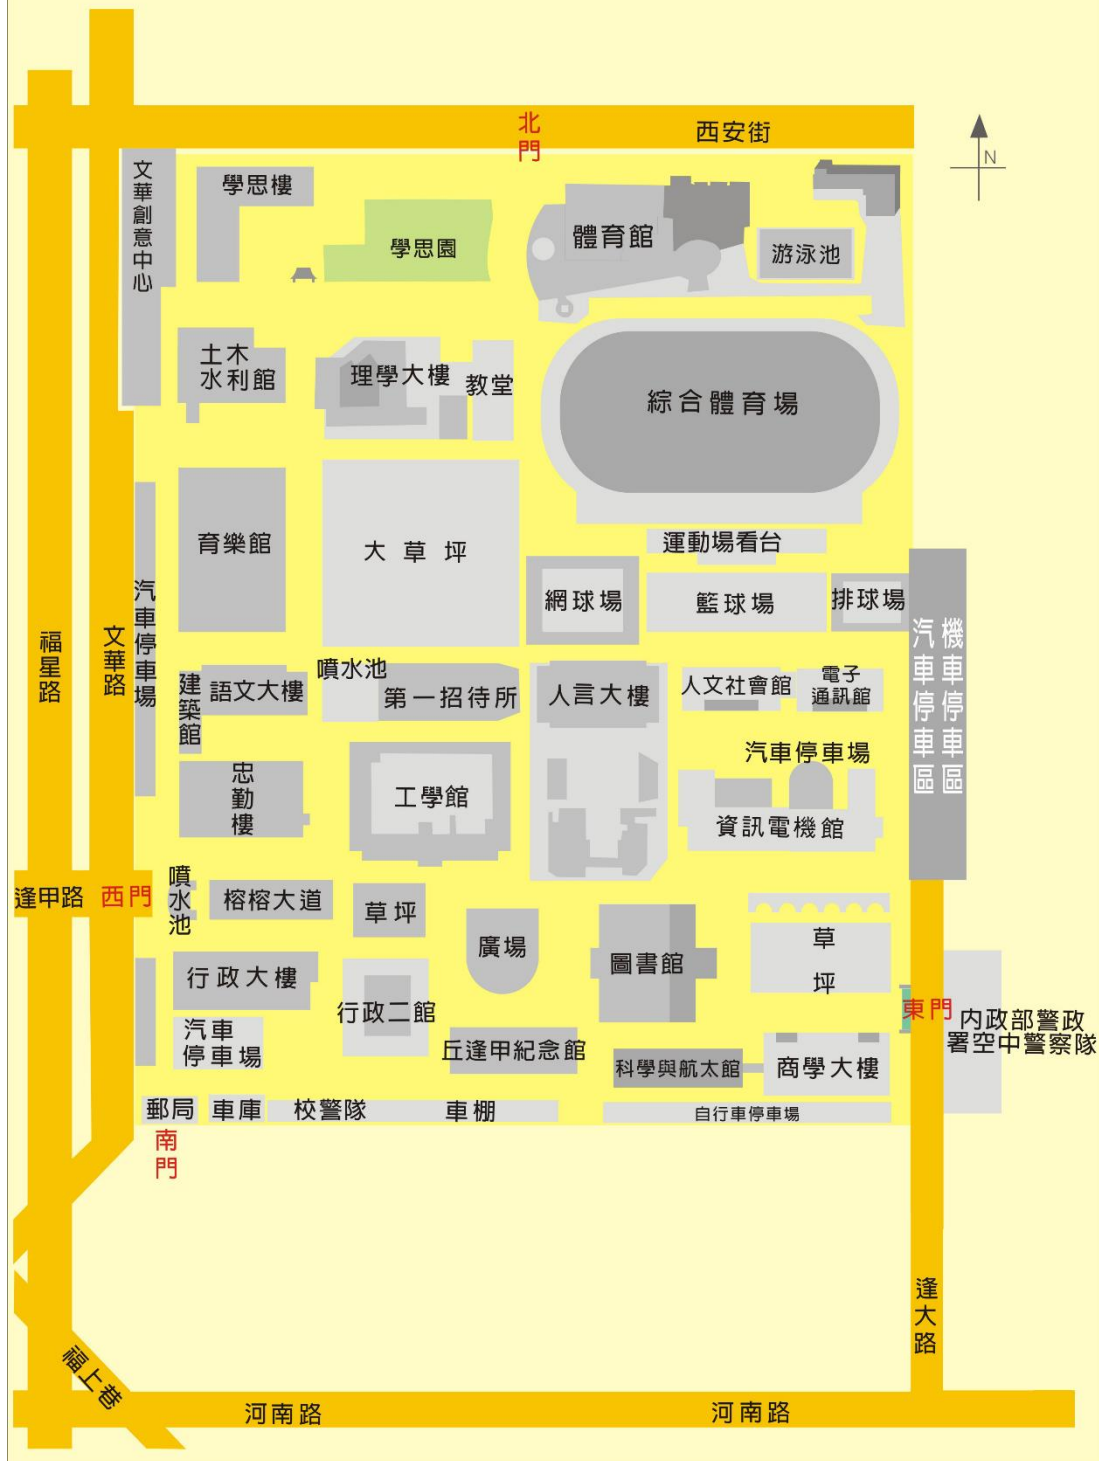 北
門
西安街
N
文華創意中心
學思樓
學思園
體育館
游泳池
土木
水利館
理學大樓
教堂
綜合體育場
育樂館
大草坪
運動場看台
網球場
籃球場
排球場
汽車停車場
福星路
文華路
汽車停車區
機車停車區
建築館
語文大樓
噴水池
第一招待所
人言大樓
人文社會館
電子
通訊館
汽車停車場
忠勤樓
工學館
資訊電機館
逢甲路
西門
噴水池
榕榕大道
草坪
廣場
圖書館
草
坪
行政大樓
行政二館
東門
內政部警政
署空中警察隊
汽車
停車場
丘逢甲紀念館
科學與航太館
商學大樓
郵局
車庫
校警隊
車棚
自行車停車場
南
門
逢大路
福上巷
河南路
河南路